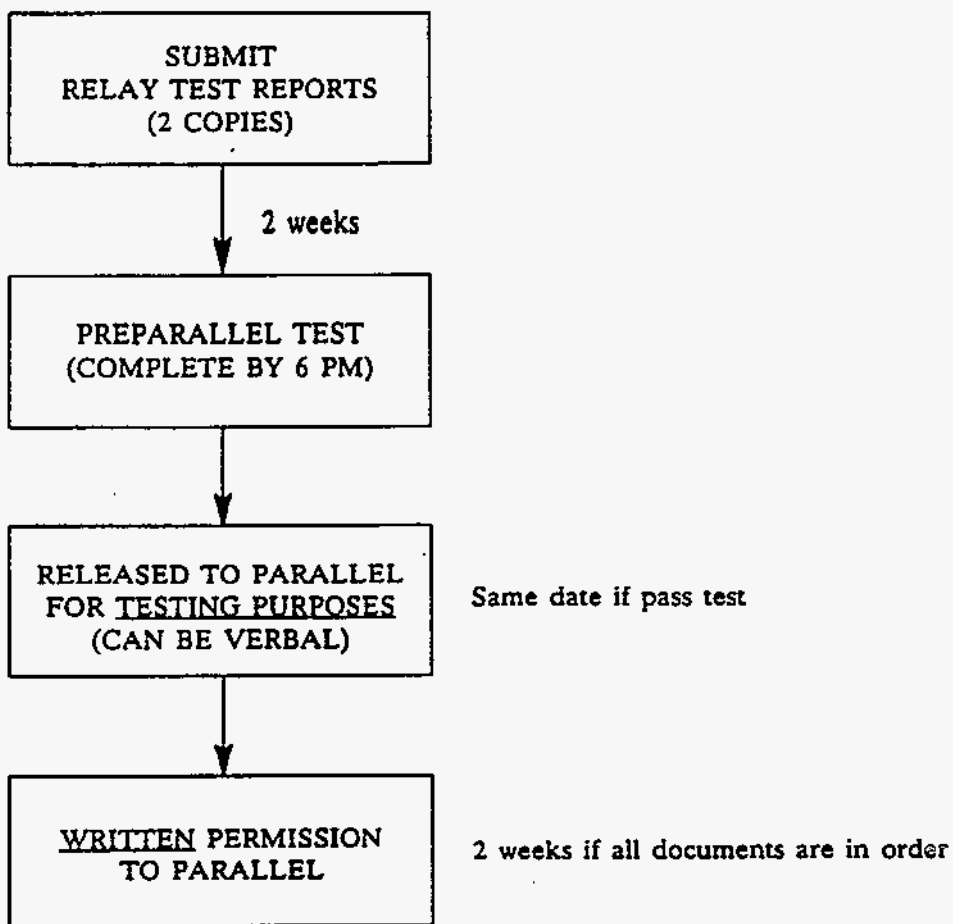 SUBMIT
RELAY TEST REPORTS
(2 COPIES)
2 weeks
PREPARALLEL TEST
(COMPLETE BY 6 PM)
RELEASED TO PARALLEL
FOR TESTING PURPOSES
(CAN BE VERBAL)
Same date if pass test
WRITTEN PERMISSION
TO PARALLEL
2 weeks if all documents are in order